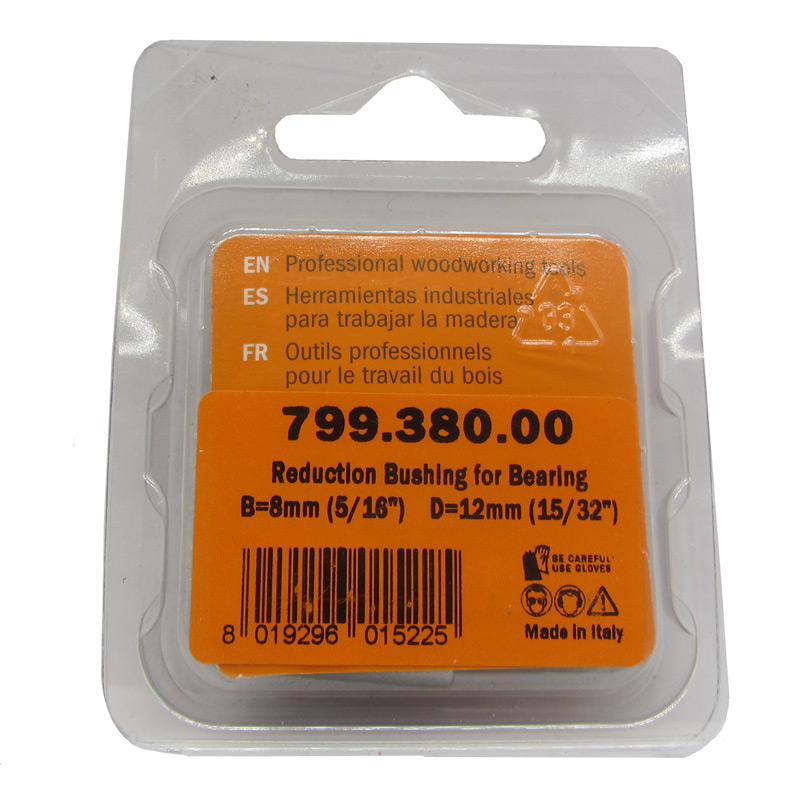 EN Professional woodworking tools
ES Herramientas industriales
para trabajar la madera
FR Outils professionnels
pour le travail du bois
799.380.00
Reduction Bushing for Bearing
B=8mm (5/16") D=12mm (15/32")
BE CAREFUL
USE GLOVES
8 019296 015225
Made in Italy